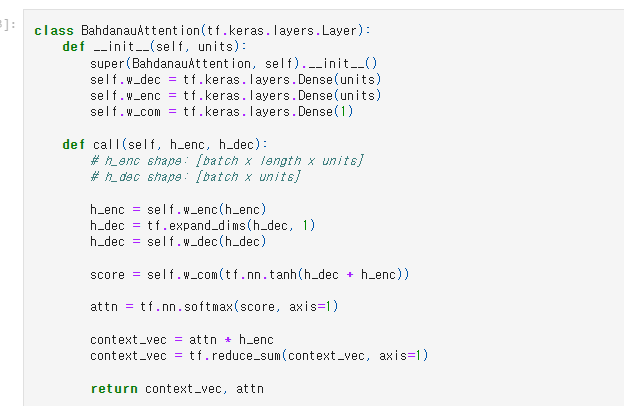 ]:
class BahdanauAttention(tf.keras.layers.Layer):
    def __init__(self, units):
        super(BahdanauAttention, self).__init__()
        self.w_dec = tf.keras.layers.Dense(units)
        self.w_enc = tf.keras.layers.Dense(units)
        self.w_com = tf.keras.layers.Dense(1)

    def call(self, h_enc, h_dec):
        # h_enc shape: [batch x length x units]
        # h_dec shape: [batch x units]

        h_enc = self.w_enc(h_enc)
        h_dec = tf.expand_dims(h_dec, 1)
        h_dec = self.w_dec(h_dec)

        score = self.w_com(tf.nn.tanh(h_dec + h_enc))

        attn = tf.nn.softmax(score, axis=1)

        context_vec = attn * h_enc
        context_vec = tf.reduce_sum(context_vec, axis=1)

        return context_vec, attn